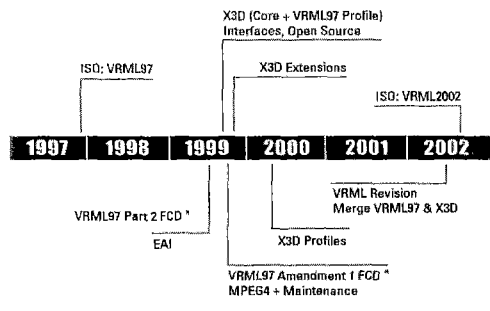 X3D (Core + VRML97 Profile)
Interfaces, Open Source
ISO: VRML97
X3D Extensions
ISO: VRML2002
1997 1998 1999 2000 2001 2002
VRML97 Part 2 FCD *
EAI
VRML Revision
Merge VRML97 & X3D
X3D Profiles
VRML97 Amendment 1 FCD *
MPEG4 + Maintenance